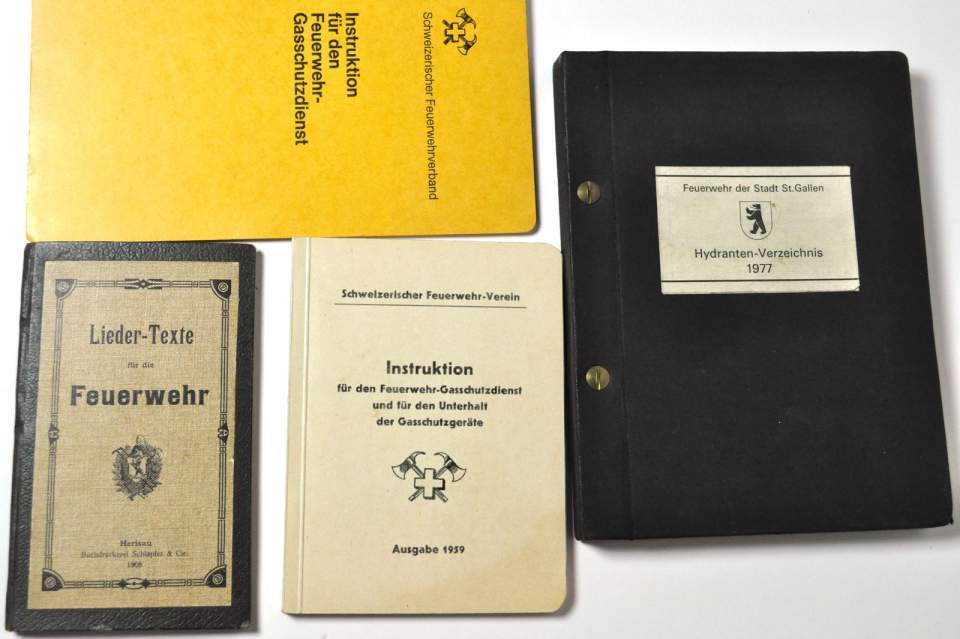 Schweizerischer Feuerwehrverband
Instruktion
für den
Feuerwehr-
Gasschutzdienst
Feuerwehr der Stadt St.Gallen
Hydranten-Verzeichnis
1977
Lieder-Texte
für die
Feuerwehr
Herisau
Buchdruckerei Schläpfer & Co.
1908
Schweizerischer Feuerwehr-Verein
Instruktion
für den Feuerwehr-Gasschutzdienst
und für den Unterhalt
der Gasschutzgeräte
Ausgabe 1959